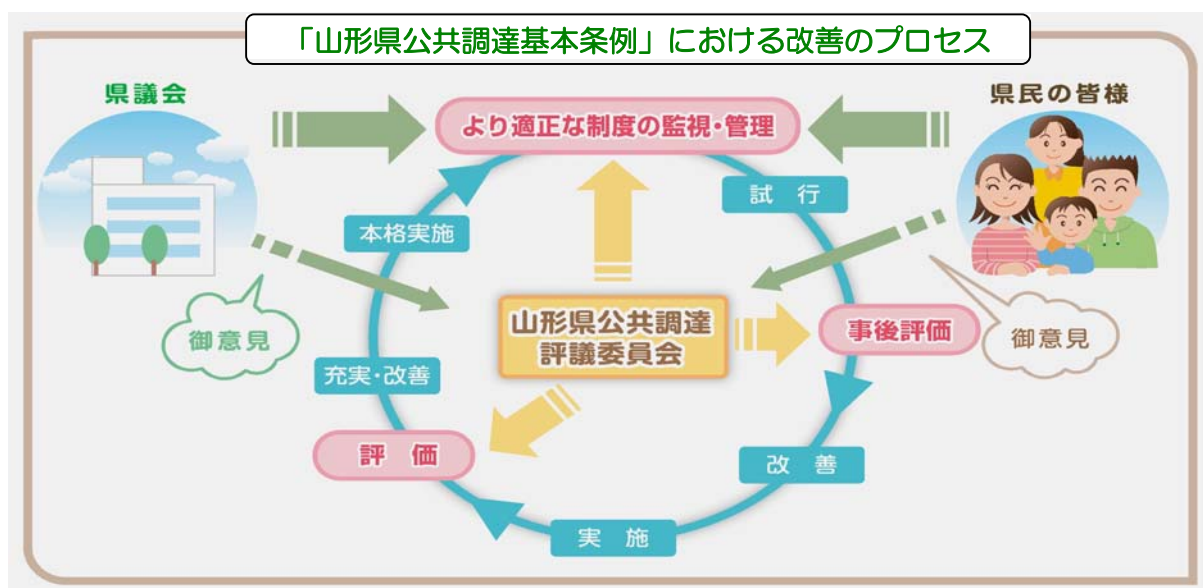 「山形県公共調達基本条例」における改善のプロセス
県議会
県民の皆様
より適正な制度の監視・管理
試 行
本格実施
山形県公共調達
評議委員会
事後評価
御意見
御意見
充実・改善
評 価
改 善
実 施